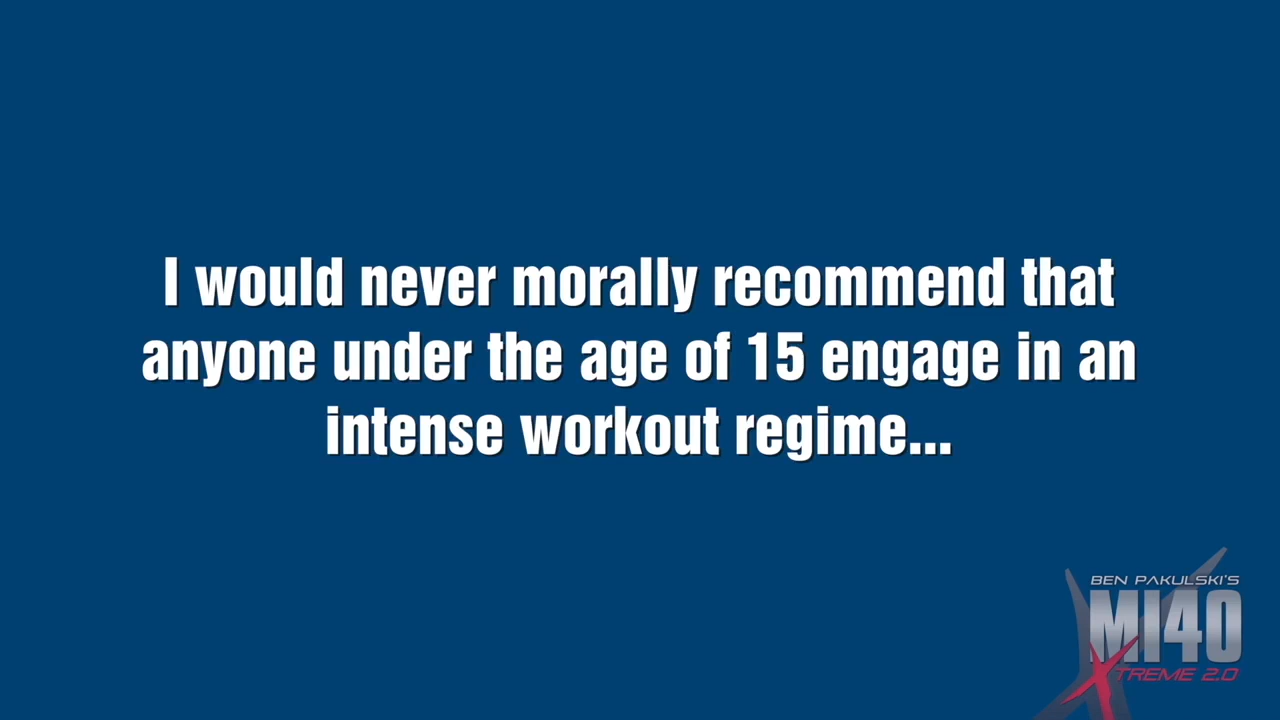 I would never morally recommend that
anyone under the age of 15 engage in an
intense workout regime...
BEN PAKULSKI'S
MI40
XTREME 2.0